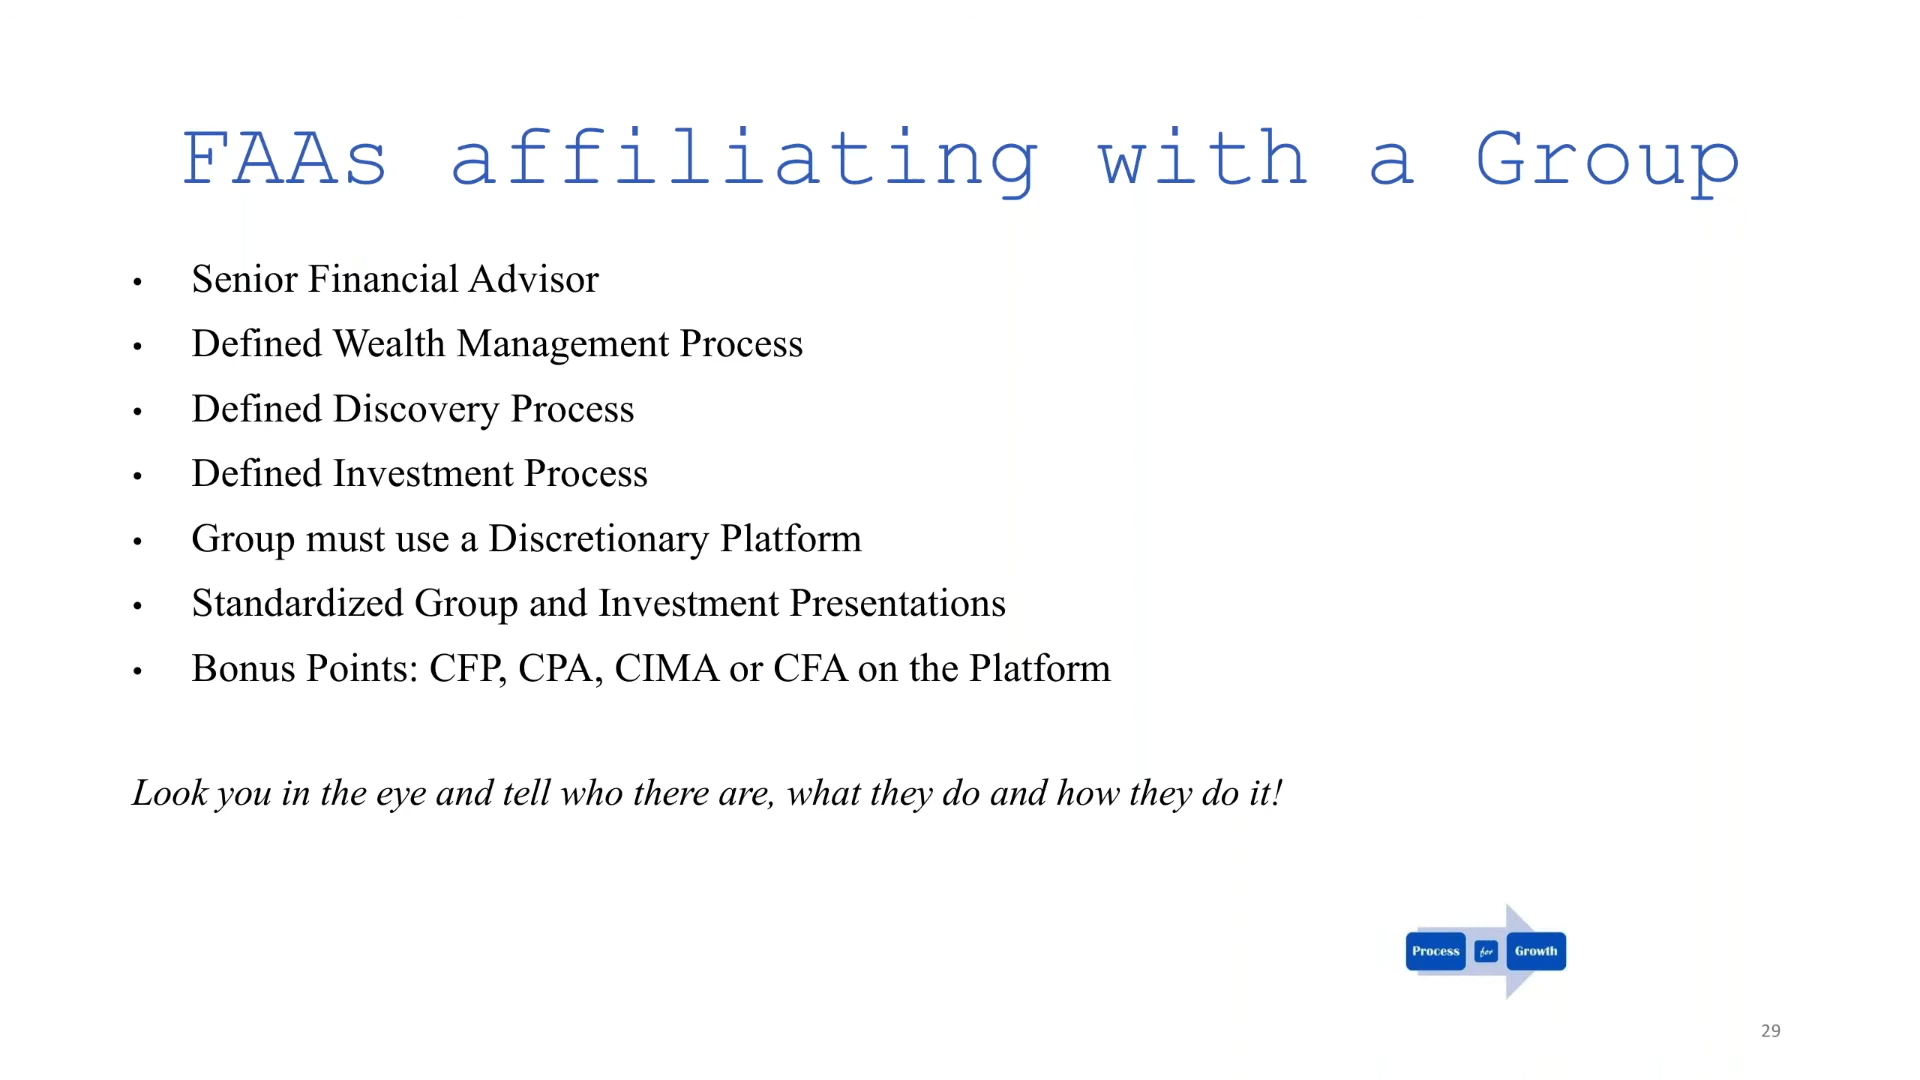 FAAs affiliating with a Group
• Senior Financial Advisor
• Defined Wealth Management Process
• Defined Discovery Process
• Defined Investment Process
• Group must use a Discretionary Platform
• Standardized Group and Investment Presentations
• Bonus Points: CFP, CPA, CIMA or CFA on the Platform
Look you in the eye and tell who there are, what they do and how they do it!
Process for Growth
29